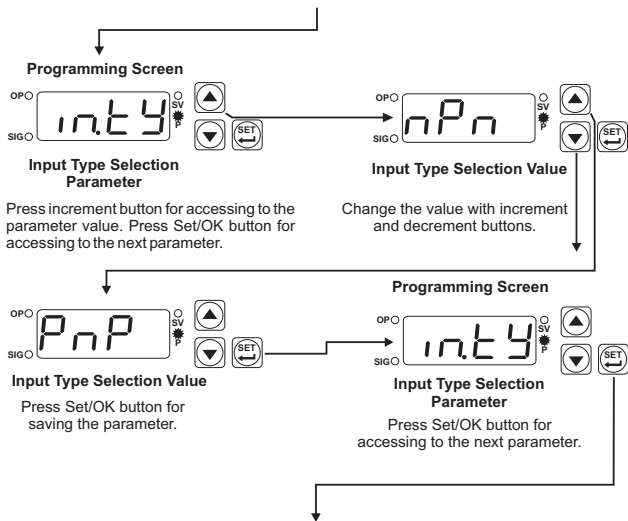 Programming Screen
OP
SV
in.tY
P
SET
SIG
Input Type Selection
Parameter
Press increment button for accessing to the
parameter value. Press Set/OK button for
accessing to the next parameter.
OP
SV
nPn
P
SET
SIG
Input Type Selection Value
Change the value with increment
and decrement buttons.
OP
SV
PnP
P
SET
SIG
Input Type Selection Value
Press Set/OK button for
saving the parameter.
Programming Screen
OP
SV
in.tY
P
SET
SIG
Input Type Selection
Parameter
Press Set/OK button for
accessing to the next parameter.